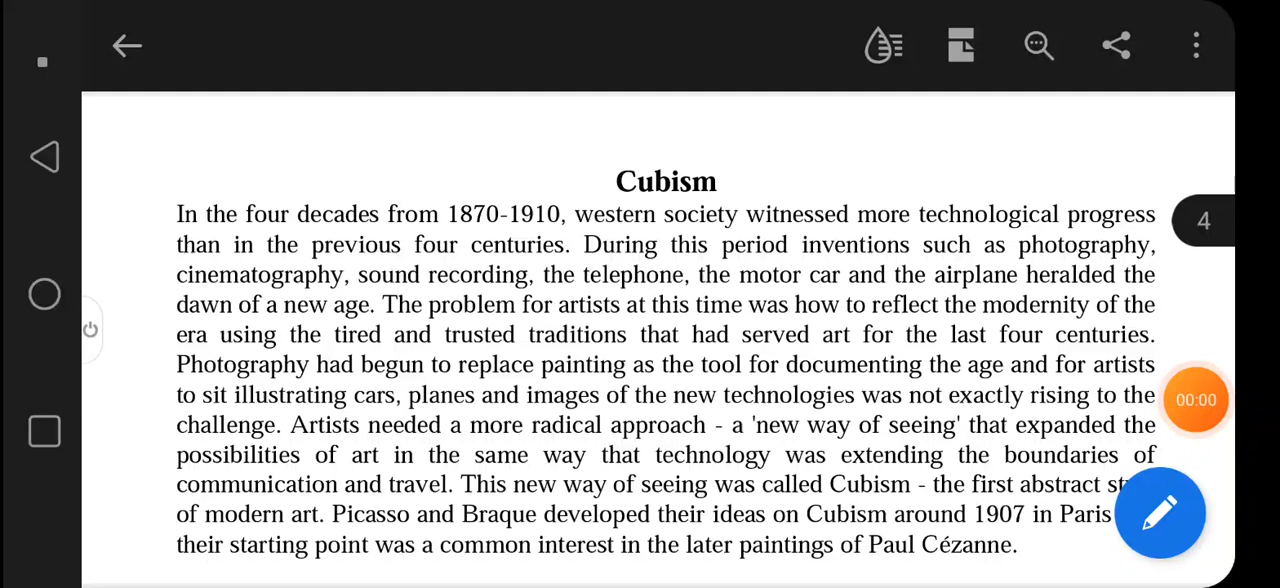 Cubism
In the four decades from 1870-1910, western society witnessed more technological progress
4
than in the previous four centuries. During this period inventions such as photography,
cinematography, sound recording, the telephone, the motor car and the airplane heralded the
dawn of a new age. The problem for artists at this time was how to reflect the modernity of the
era using the tired and trusted traditions that had served art for the last four centuries.
Photography had begun to replace painting as the tool for documenting the age and for artists
to sit illustrating cars, planes and images of the new technologies was not exactly rising to the
00:00
challenge. Artists needed a more radical approach - a 'new way of seeing' that expanded the
possibilities of art in the same way that technology was extending the boundaries of
communication and travel. This new way of seeing was called Cubism - the first abstract
of modern art. Picasso and Braque developed their ideas on Cubism around 1907 in Paris
their starting point was a common interest in the later paintings of Paul Cézanne.